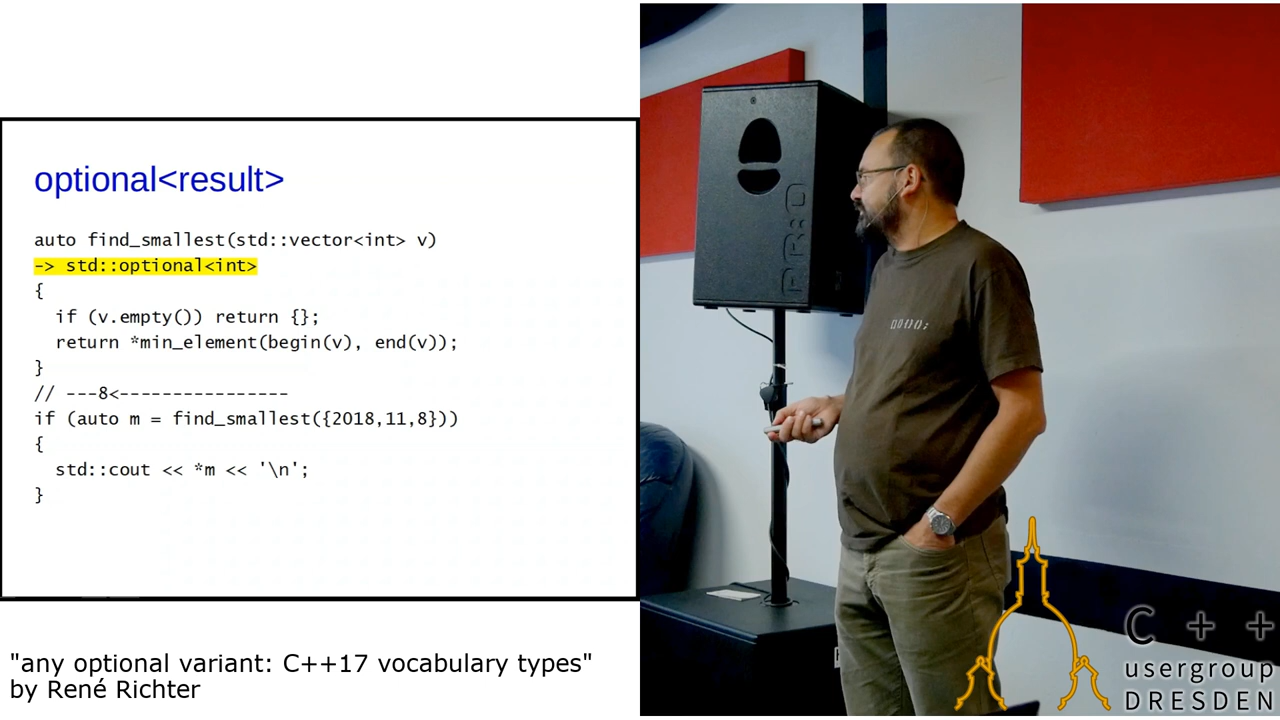 optional<result>
auto find_smallest(std::vector<int> v)
-> std::optional<int>
{
  if (v.empty()) return {};
  return *min_element(begin(v), end(v));
}
// ---8<----------------
if (auto m = find_smallest({2018,11,8}))
{
  std::cout << *m << '\n';
}
"any optional variant: C++17 vocabulary types"
by René Richter
C++
usergroup
DRESDEN